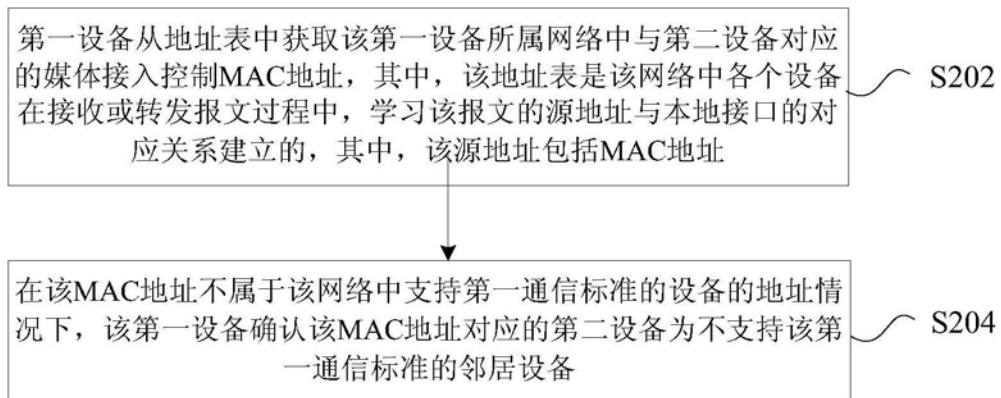 第一设备从地址表中获取该第一设备所属网络中与第二设备对应
的媒体接入控制MAC地址，其中，该地址表是该网络中各个设备
在接收或转发报文过程中，学习该报文的源地址与本地接口的对
应关系建立的，其中，该源地址包括MAC地址
S202
在该MAC地址不属于该网络中支持第一通信标准的设备的地址情
况下，该第一设备确认该MAC地址对应的第二设备为不支持该第
一通信标准的邻居设备
S204